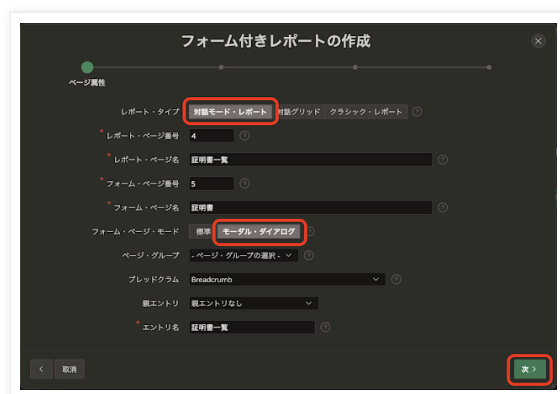 フォーム付きレポートの作成
ページ属性
レポート・タイプ 対話モード・レポート 対話グリッド クラシック・レポート
* レポート・ページ番号 4
* レポート・ページ名 証明書一覧
* フォーム・ページ番号 5
* フォーム・ページ名 証明書
フォーム・ページ・モード 標準 モーダル・ダイアログ
ページ・グループ - ページ・グループの選択 -
ブレッドクラム Breadcrumb
親エントリ 親エントリなし
* エントリ名 証明書一覧
取消 次